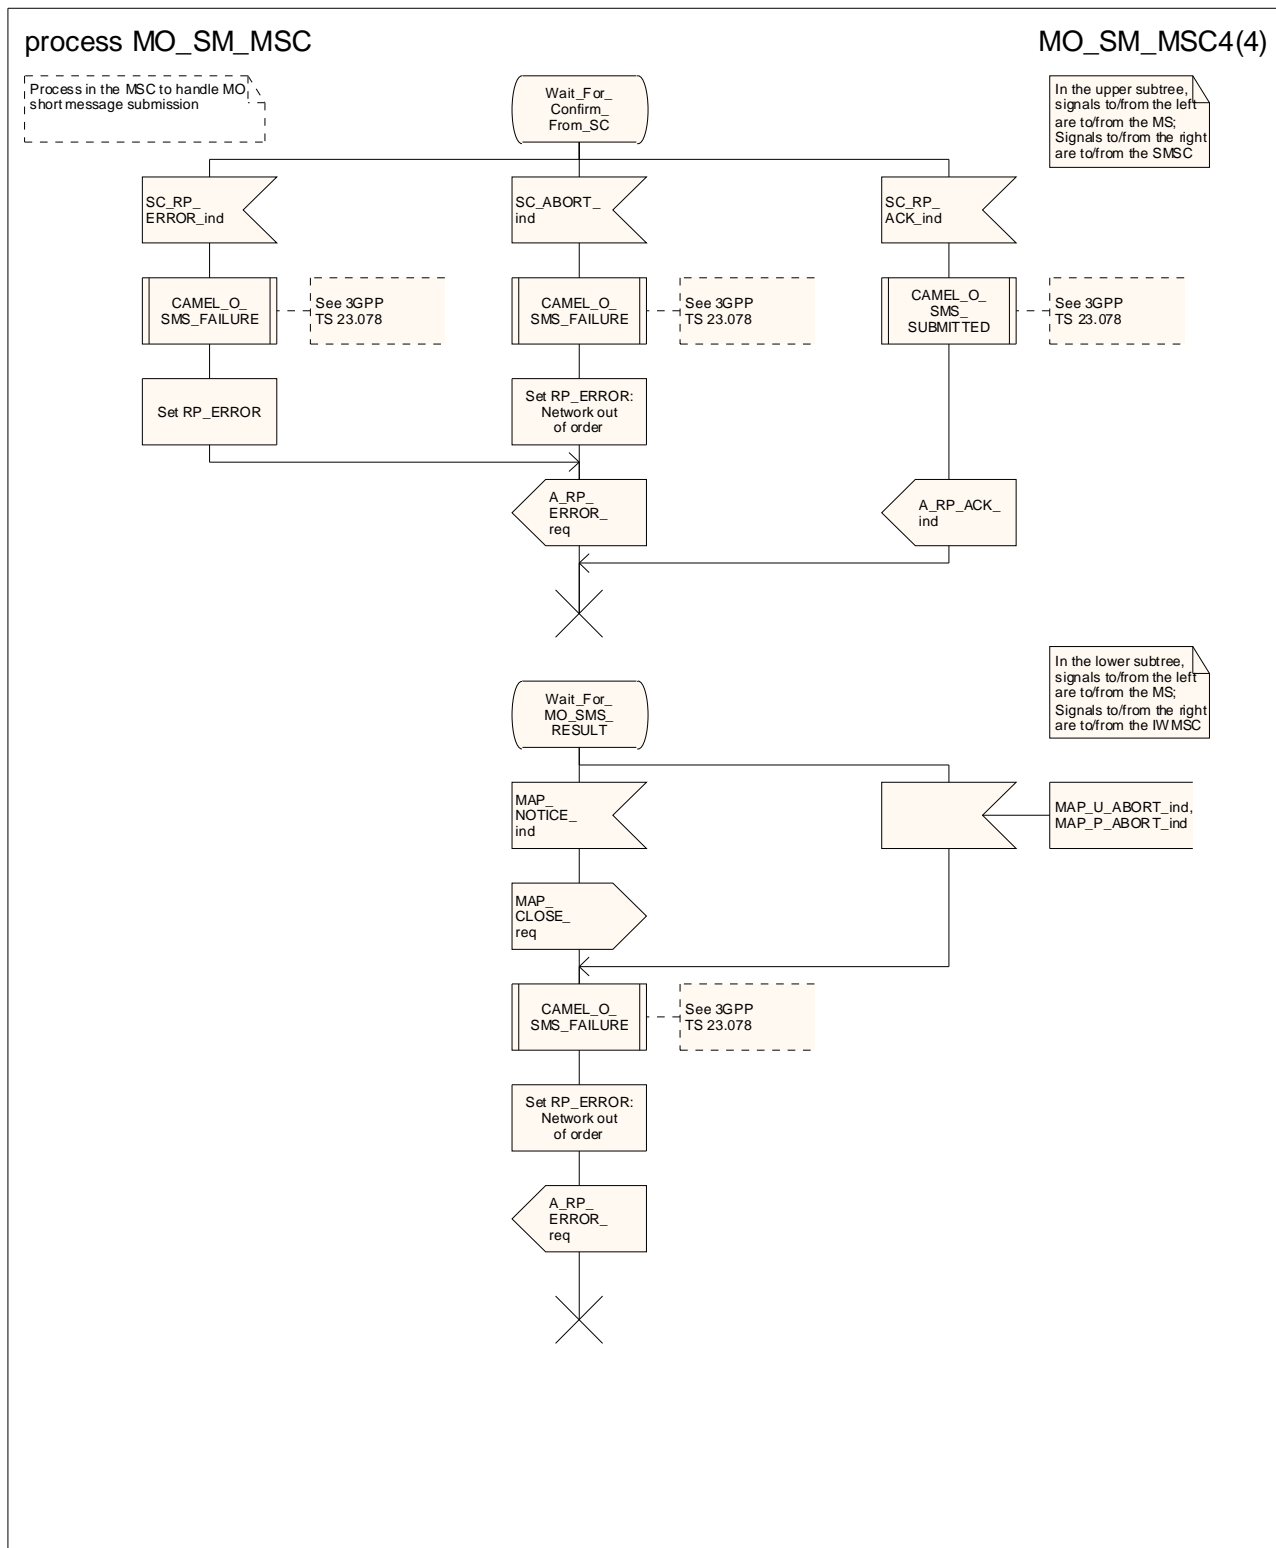 process MO_SM_MSC
MO_SM_MSC4(4)
Process in the MSC to handle MO
short message submission
Wait_For_
Confirm_
From_SC
In the upper subtree,
signals to/from the left
are to/from the MS;
Signals to/from the right
are to/from the SMSC
SC_RP_
ERROR_ind
SC_ABORT_
ind
SC_RP_
ACK_ind
CAMEL_O_
SMS_FAILURE
See 3GPP
TS 23.078
CAMEL_O_
SMS_FAILURE
See 3GPP
TS 23.078
CAMEL_O_
SMS_
SUBMITTED
See 3GPP
TS 23.078
Set RP_ERROR
Set RP_ERROR:
Network out
of order
A_RP_
ERROR_
req
A_RP_ACK_
ind
In the lower subtree,
signals to/from the left
are to/from the MS;
Signals to/from the right
are to/from the IWMSC
Wait_For_
MO_SMS_
RESULT
MAP_
NOTICE_
ind
MAP_U_ABORT_ind,
MAP_P_ABORT_ind
MAP_
CLOSE_
req
CAMEL_O_
SMS_FAILURE
See 3GPP
TS 23.078
Set RP_ERROR:
Network out
of order
A_RP_
ERROR_
req